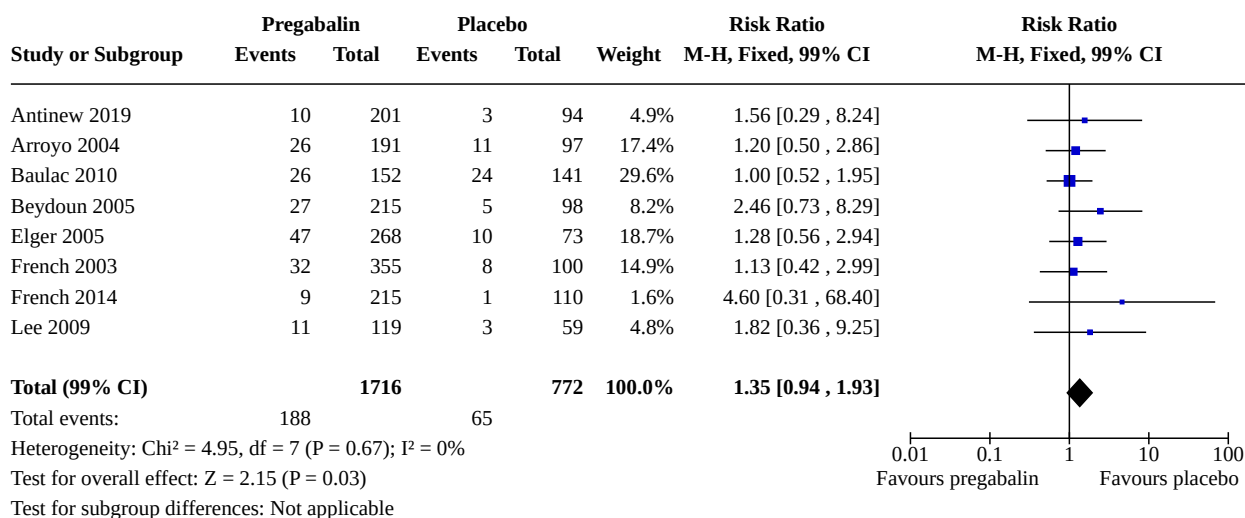 Pregabalin Placebo Risk Ratio Risk Ratio
Study or Subgroup Events Total Events Total Weight M-H, Fixed, 99% CI M-H, Fixed, 99% CI
Antinew 2019 10 201 3 94 4.9% 1.56 [0.29 , 8.24]
Arroyo 2004 26 191 11 97 17.4% 1.20 [0.50 , 2.86]
Baulac 2010 26 152 24 141 29.6% 1.00 [0.52 , 1.95]
Beydoun 2005 27 215 5 98 8.2% 2.46 [0.73 , 8.29]
Elger 2005 47 268 10 73 18.7% 1.28 [0.56 , 2.94]
French 2003 32 355 8 100 14.9% 1.13 [0.42 , 2.99]
French 2014 9 215 1 110 1.6% 4.60 [0.31 , 68.40]
Lee 2009 11 119 3 59 4.8% 1.82 [0.36 , 9.25]
Total (99% CI) 1716 772 100.0% 1.35 [0.94 , 1.93]
Total events: 188 65
Heterogeneity: Chi² = 4.95, df = 7 (P = 0.67); I² = 0%
0.01 0.1 1 10 100
Test for overall effect: Z = 2.15 (P = 0.03)
Favours pregabalin Favours placebo
Test for subgroup differences: Not applicable